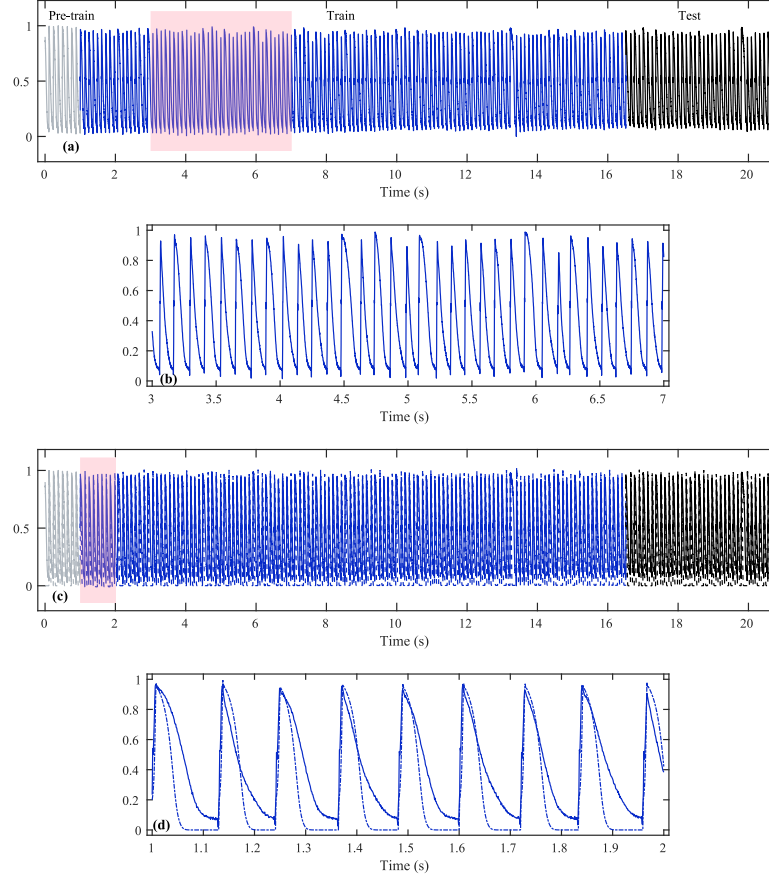 Pre-train Train Test
1
0.5
0
(a)
0 2 4 6 8 10 12 14 16 18 20
Time (s)
1
0.8
0.6
0.4
0.2
0
(b)
3 3.5 4 4.5 5 5.5 6 6.5 7
Time (s)
1
0.5
0
(c)
0 2 4 6 8 10 12 14 16 18 20
Time (s)
1
0.8
0.6
0.4
0.2
0
(d)
1 1.1 1.2 1.3 1.4 1.5 1.6 1.7 1.8 1.9 2
Time (s)